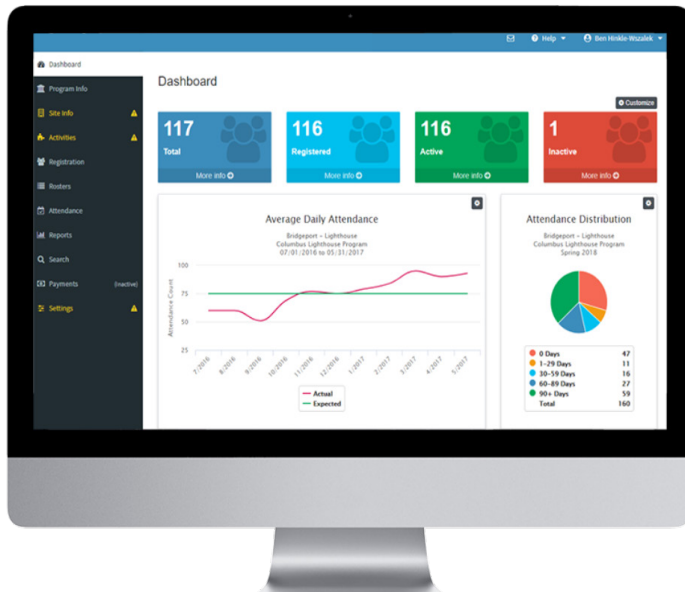 Help
Ben Hinkle-Wszalek
Dashboard
Program Info
Site Info
Activities
Registration
Rosters
Attendance
Reports
Search
Payments (Inactive)
Settings
Dashboard
Customize
117
Total
More info
116
Registered
More info
116
Active
More info
1
Inactive
More info
Average Daily Attendance
Bridgeport - Lighthouse
Columbus Lighthouse Program
07/01/2016 to 05/31/2017
Attendance Count
100
75
50
25
7/2016
8/2016
9/2016
10/2016
11/2016
12/2016
1/2017
2/2017
3/2017
4/2017
5/2017
Actual
Expected
Attendance Distribution
Bridgeport - Lighthouse
Columbus Lighthouse Program
Spring 2018
0 Days 47
1-29 Days 11
30-59 Days 16
60-89 Days 27
90+ Days 59
Total 160